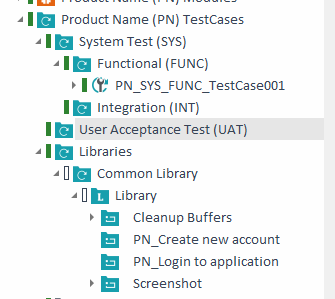 Product Name (PN) Modules
Product Name (PN) TestCases
System Test (SYS)
Functional (FUNC)
PN_SYS_FUNC_TestCase001
Integration (INT)
User Acceptance Test (UAT)
Libraries
Common Library
L Library
Cleanup Buffers
PN_Create new account
PN_Login to application
Screenshot